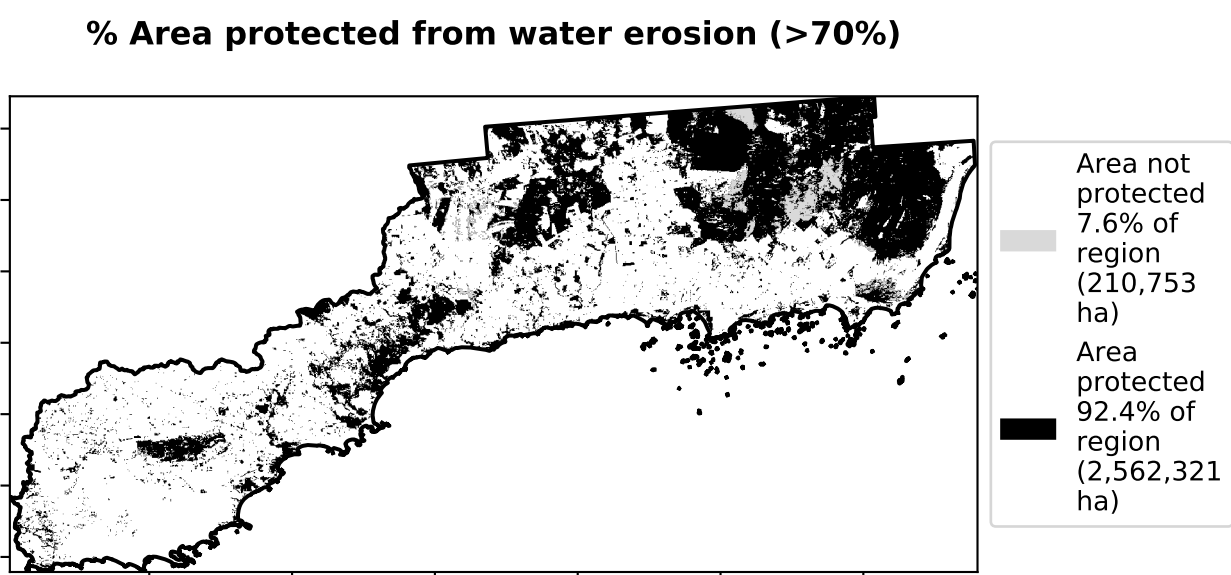 % Area protected from water erosion (>70%)
Area not
protected
7.6% of
region
(210,753
ha)
Area
protected
92.4% of
region
(2,562,321
ha)